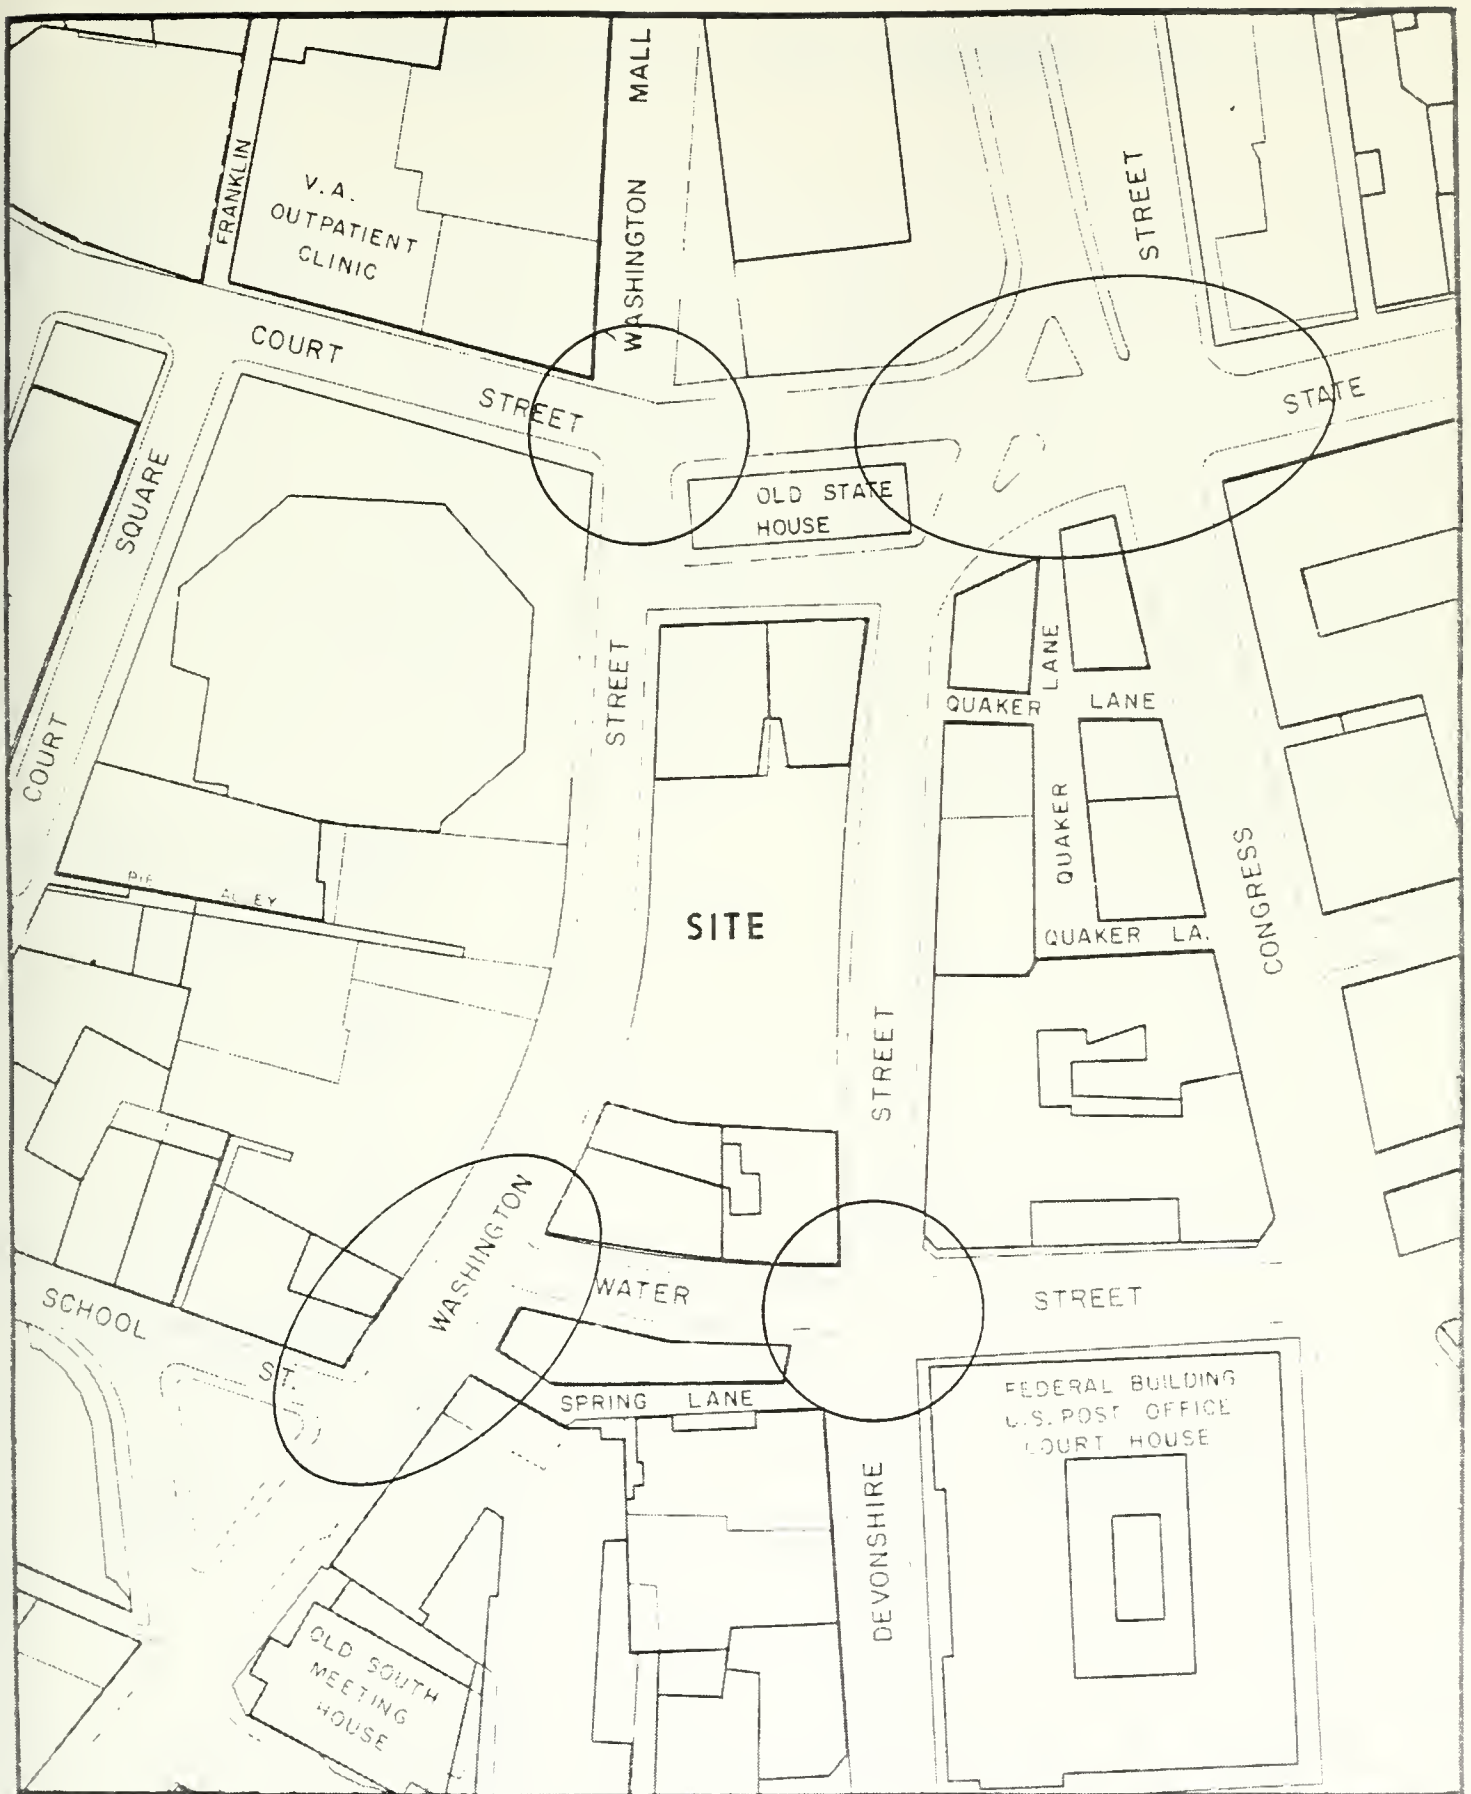 MALL
WASHINGTON
FRANKLIN
V.A.
OUTPATIENT
CLINIC
STREET
COURT
STREET
STATE
SQUARE
COURT
OLD STATE
HOUSE
STREET
LANE
QUAKER LANE
QUAKER
PIE ALLEY
SITE
QUAKER LA.
CONGRESS
STREET
WASHINGTON
WATER
STREET
SCHOOL
ST.
SPRING LANE
FEDERAL BUILDING
U.S. POST OFFICE
COURT HOUSE
DEVONSHIRE
OLD SOUTH
MEETING
HOUSE